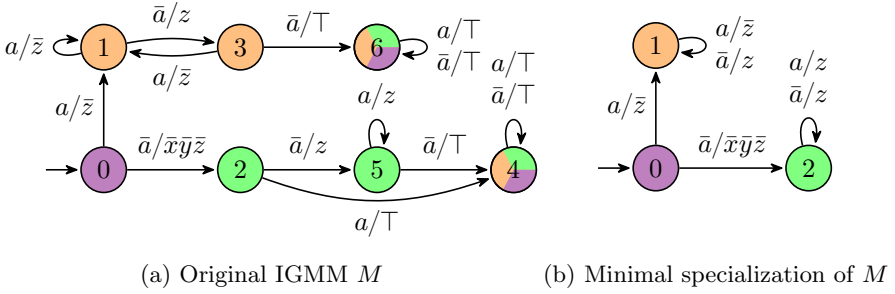 ā/z
a/z̄ 1 3 ā/⊤ 6 a/⊤
ā/⊤
a/z̄
a/z̄
0 ā/x̄ȳz̄ 2 ā/z 5 ā/⊤ 4
a/z
a/⊤
ā/⊤
a/⊤
(a) Original IGMM M
1 a/z̄
ā/z
a/z̄
0 ā/x̄ȳz̄ 2
a/z
ā/z
(b) Minimal specialization of M